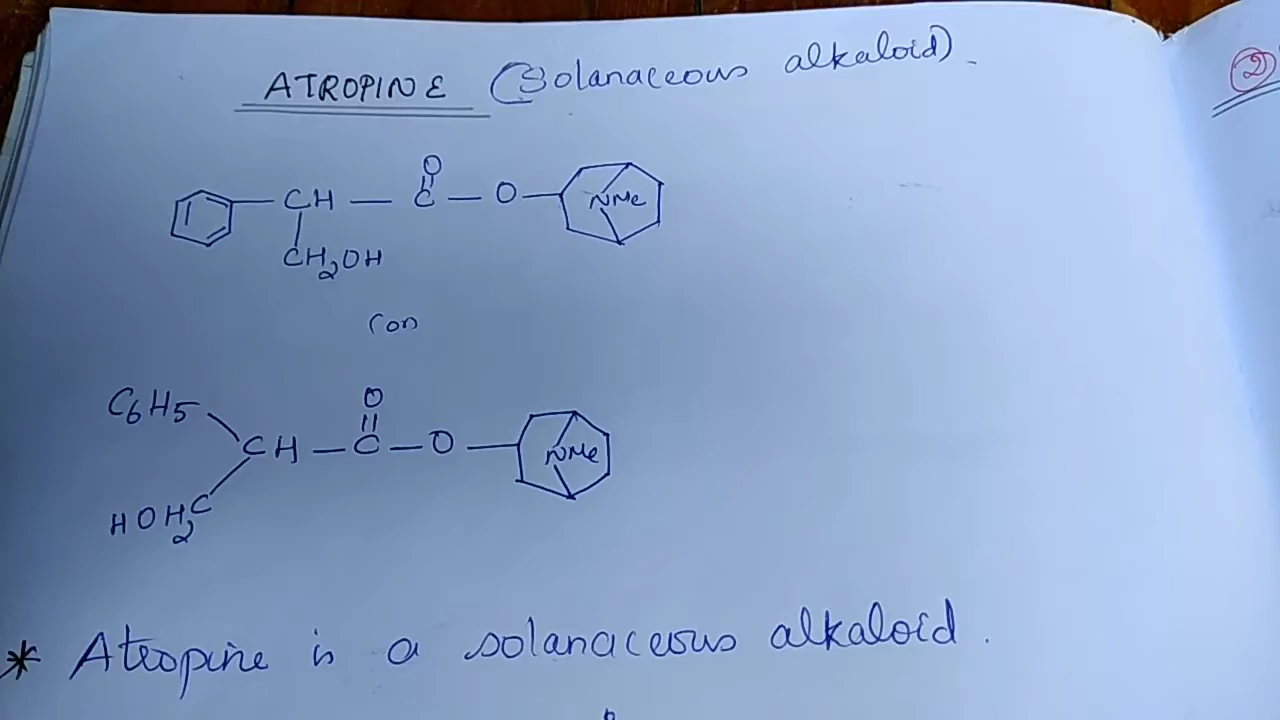 ATROPINE (Solanaceous alkaloid).
2
O
||
CH — C — O — NMe
CH2OH
(or)
C6H5
O
||
CH — C — O — NMe
HOH2C
* Atropine is a solanaceous alkaloid.